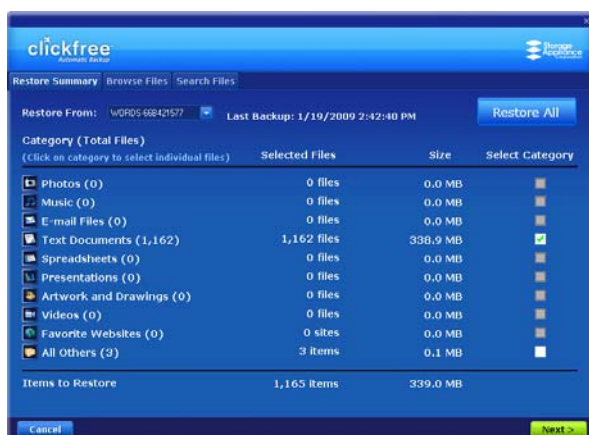 clickfree
Automatic Backup
Storage Appliance
Restore Summary Browse Files Search Files
Restore From: WORDS-668421577 Last Backup: 1/19/2009 2:42:40 PM Restore All
Category (Total Files)
(Click on category to select individual files) Selected Files Size Select Category
Photos (0) 0 files 0.0 MB
Music (0) 0 files 0.0 MB
E-mail Files (0) 0 files 0.0 MB
Text Documents (1,162) 1,162 files 338.9 MB
Spreadsheets (0) 0 files 0.0 MB
Presentations (0) 0 files 0.0 MB
Artwork and Drawings (0) 0 files 0.0 MB
Videos (0) 0 files 0.0 MB
Favorite Websites (0) 0 sites 0.0 MB
All Others (3) 3 items 0.1 MB
Items to Restore 1,165 items 339.0 MB
Cancel Next >